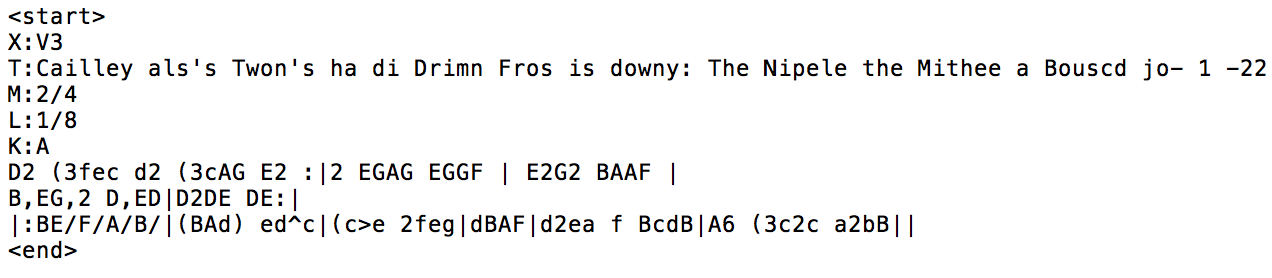 <start>
X:V3
T:Cailley als's Twon's ha di Drimn Fros is downy: The Nipele the Mithee a Bouscd jo- 1 -22
M:2/4
L:1/8
K:A
D2 (3fec d2 (3cAG E2 :|2 EGAG EGGF | E2G2 BAAF |
B,EG,2 D,ED|D2DE DE:|
|:BE/F/A/B/|(BAd) ed^c|(c>e 2feg|dBAF|d2ea f BcdB|A6 (3c2c a2bB||
<end>